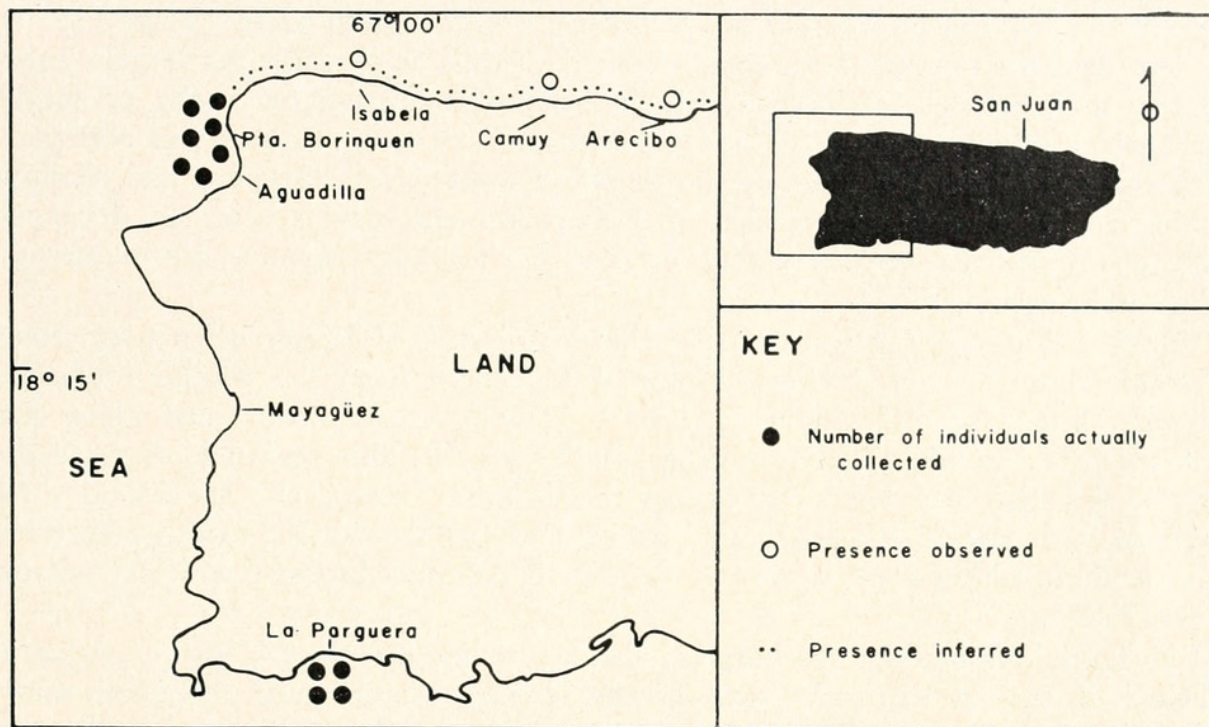 67°00'
Isabela
Camuy
Arecibo
Pta. Borinquen
Aguadilla
LAND
18° 15'
Mayagüez
SEA
La Parguera
San Juan
KEY
Number of individuals actually
collected
Presence observed
Presence inferred